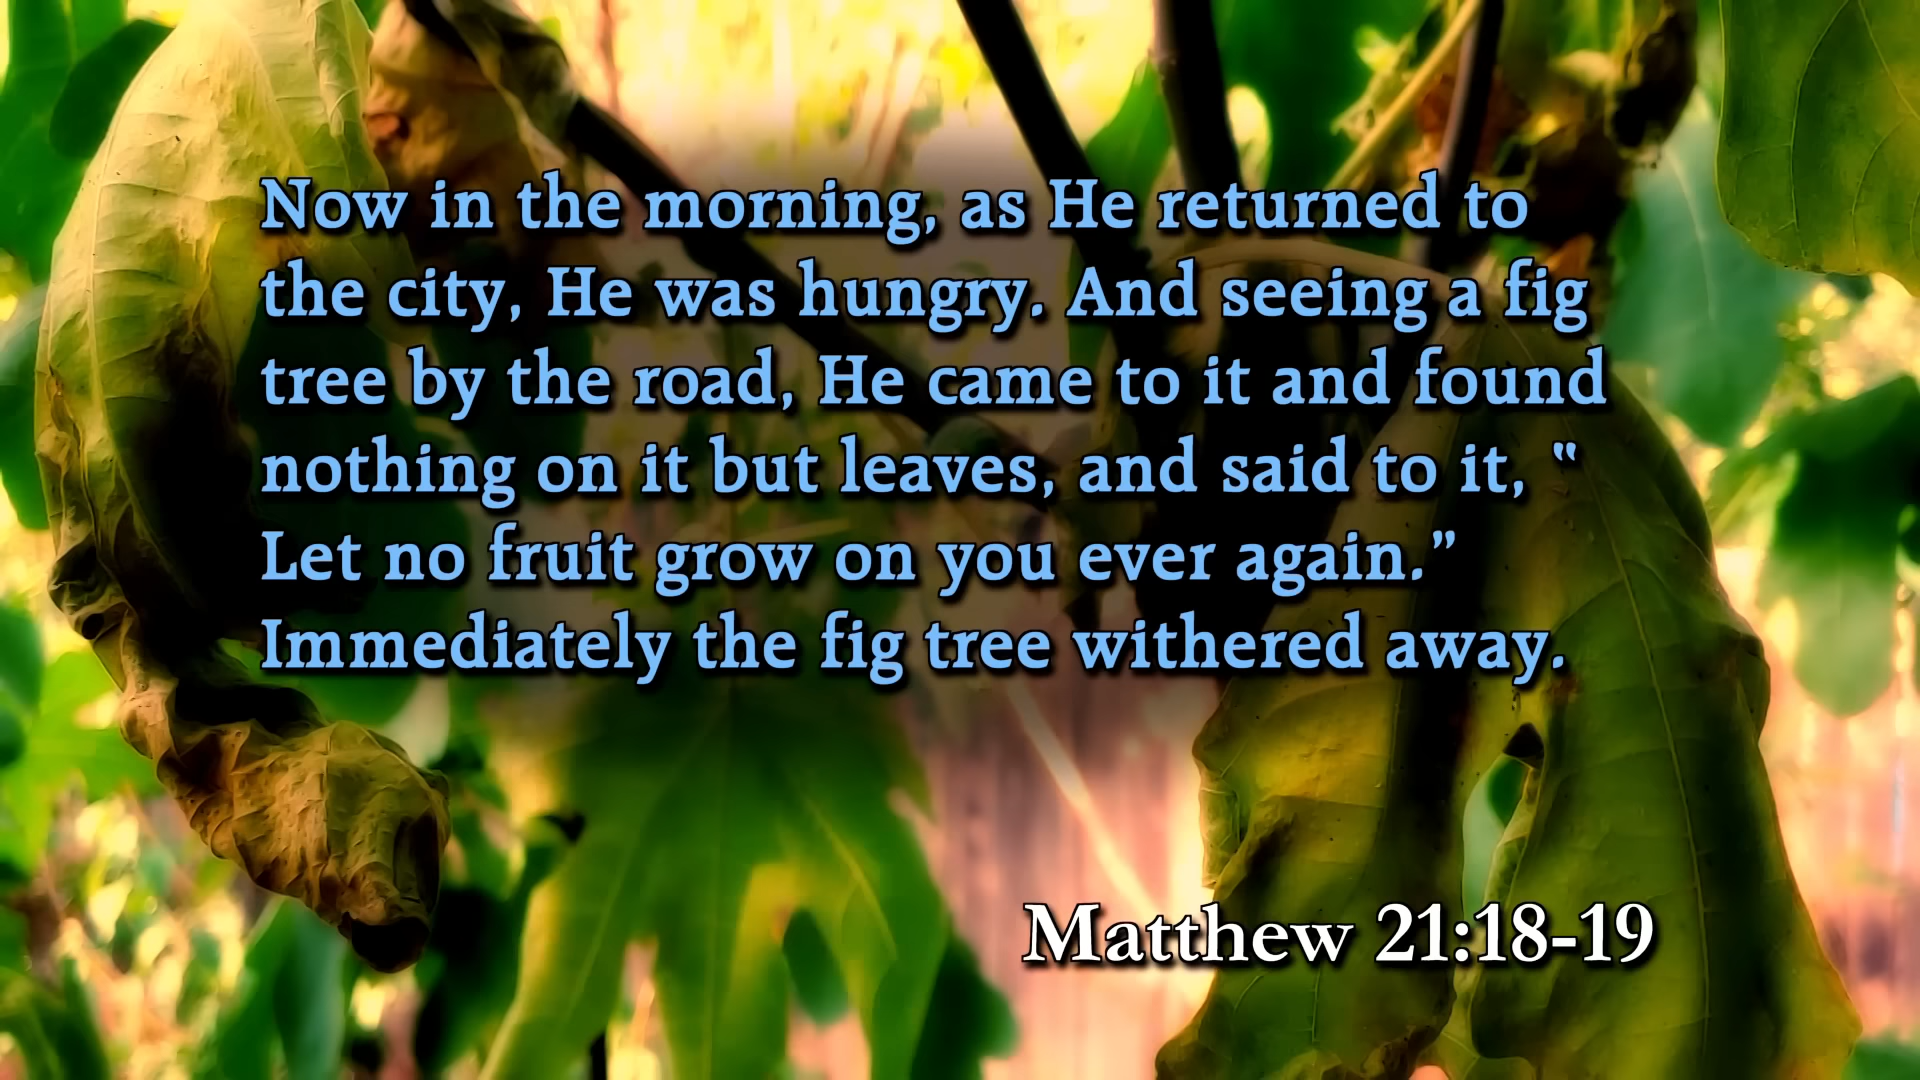 Now in the morning, as He returned to
the city, He was hungry. And seeing a fig
tree by the road, He came to it and found
nothing on it but leaves, and said to it, “
Let no fruit grow on you ever again.”
Immediately the fig tree withered away.
Matthew 21:18-19